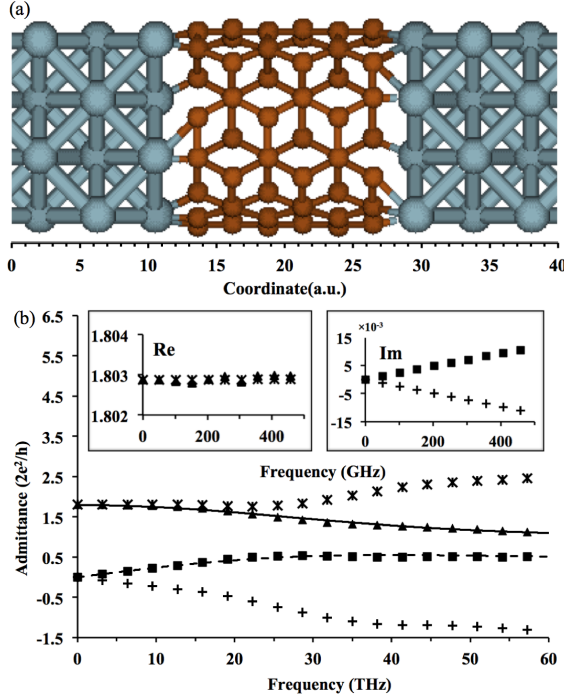 (a)
0 5 10 15 20 25 30 35 40
Coordinate(a.u.)
(b)
6.5
5.5
4.5
3.5
2.5
1.5
0.5
-0.5
-1.5
Admittance (2e²/h)
1.804
1.803
1.802
Re
0 200 400
×10⁻³
15
5
-5
-15
Im
0 200 400
Frequency (GHz)
0 10 20 30 40 50 60
Frequency (THz)